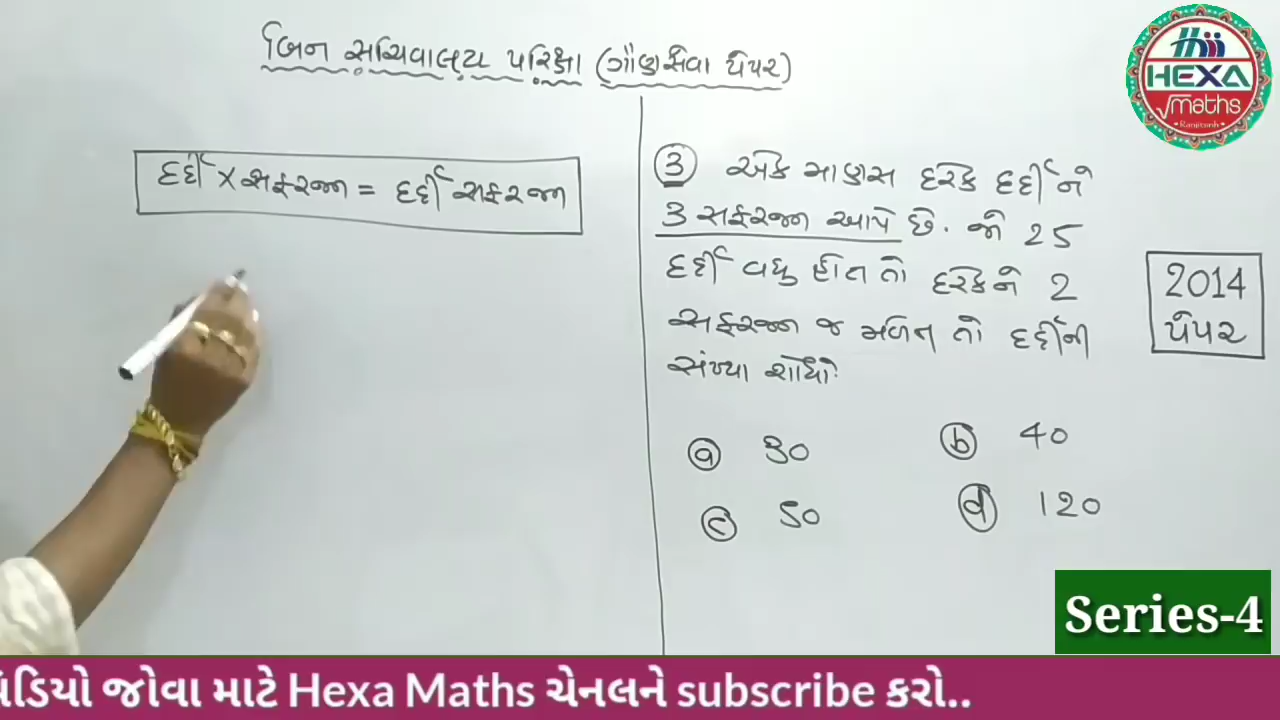 બિન સચિવાલય પરિક્ષા (ગૌણસેવા પેપર)
દર્દી × સફરજન = દર્દી સફરજન
3 એક માણસ દરેક દર્દીને
3 સફરજન આપે છે. જો 25
દર્દી વધુ હોત તો દરેકને 2
સફરજન જ મળત તો દર્દીની
સંખ્યા શોધો:
a 30
b 40
c 50
d 120
2014
પેપર
hii
HEXA
√maths
Ranjitsinh
Series-4
વિડિયો જોવા માટે Hexa Maths ચેનલને subscribe કરો..